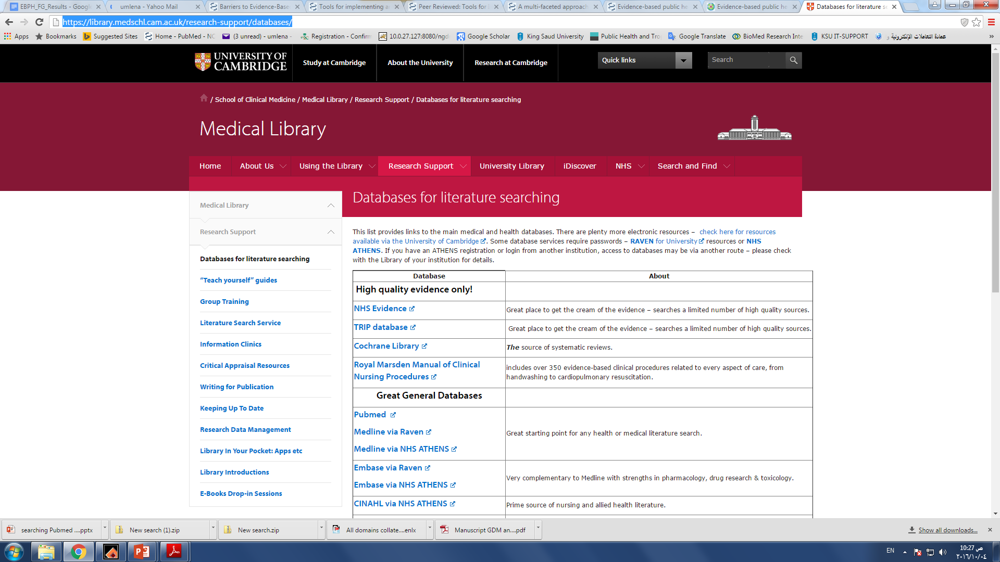 EBPH_FG_Results - Google
umlena - Yahoo Mail
Barriers to Evidence-Base
Tools for implementing a
Peer Reviewed: Tools for
A multi-faceted approach
Evidence-based public he
Evidence-based public he
Databases for literature se
https://library.medschl.cam.ac.uk/research-support/databases/
Apps
Bookmarks
Suggested Sites
Home - PubMed - NC
(3 unread) - umlena -
Registration - Confirm
10.0.27.127:8080/ngd
Google Scholar
King Saud University
Public Health and Tro
Google Translate
BioMed Research Inte
KSU IT-SUPPORT
عمادة التعاملات الإلكترونية و
»
UNIVERSITY OF
CAMBRIDGE
Study at Cambridge
About the University
Research at Cambridge
Quick links
Search
/ School of Clinical Medicine / Medical Library / Research Support / Databases for literature searching
Medical Library
Home
About Us
Using the Library
Research Support
University Library
iDiscover
NHS
Search and Find
Medical Library
Research Support
Databases for literature searching
“Teach yourself” guides
Group Training
Literature Search Service
Information Clinics
Critical Appraisal Resources
Writing for Publication
Keeping Up To Date
Research Data Management
Library In Your Pocket: Apps etc
Library Introductions
E-Books Drop-in Sessions
Databases for literature searching
This list provides links to the main medical and health databases. There are plenty more electronic resources – check here for resources
available via the University of Cambridge. Some database services require passwords – RAVEN for University resources or NHS
ATHENS. If you have an ATHENS registration or login from another institution, access to databases may be via another route – please check
with the Library of your institution for details.
Database
About
High quality evidence only!
NHS Evidence
Great place to get the cream of the evidence – searches a limited number of high quality sources.
TRIP database
Great place to get the cream of the evidence – searches a limited number of high quality sources.
Cochrane Library
The source of systematic reviews.
Royal Marsden Manual of Clinical
Nursing Procedures
includes over 350 evidence-based clinical procedures related to every aspect of care, from
handwashing to cardiopulmonary resuscitation.
Great General Databases
Pubmed
Medline via Raven
Medline via NHS ATHENS
Great starting point for any health or medical literature search.
Embase via Raven
Embase via NHS ATHENS
Very complementary to Medline with strengths in pharmacology, drug research & toxicology.
CINAHL via NHS ATHENS
Prime source of nursing and allied health literature.
searching Pubmed ....pptx
New search (1).zip
New search.zip
All domains collate....enlx
Manuscript GDM an....pdf
Show all downloads...
EN
10:27 ص
٢٠١٦/١٠/٠٤